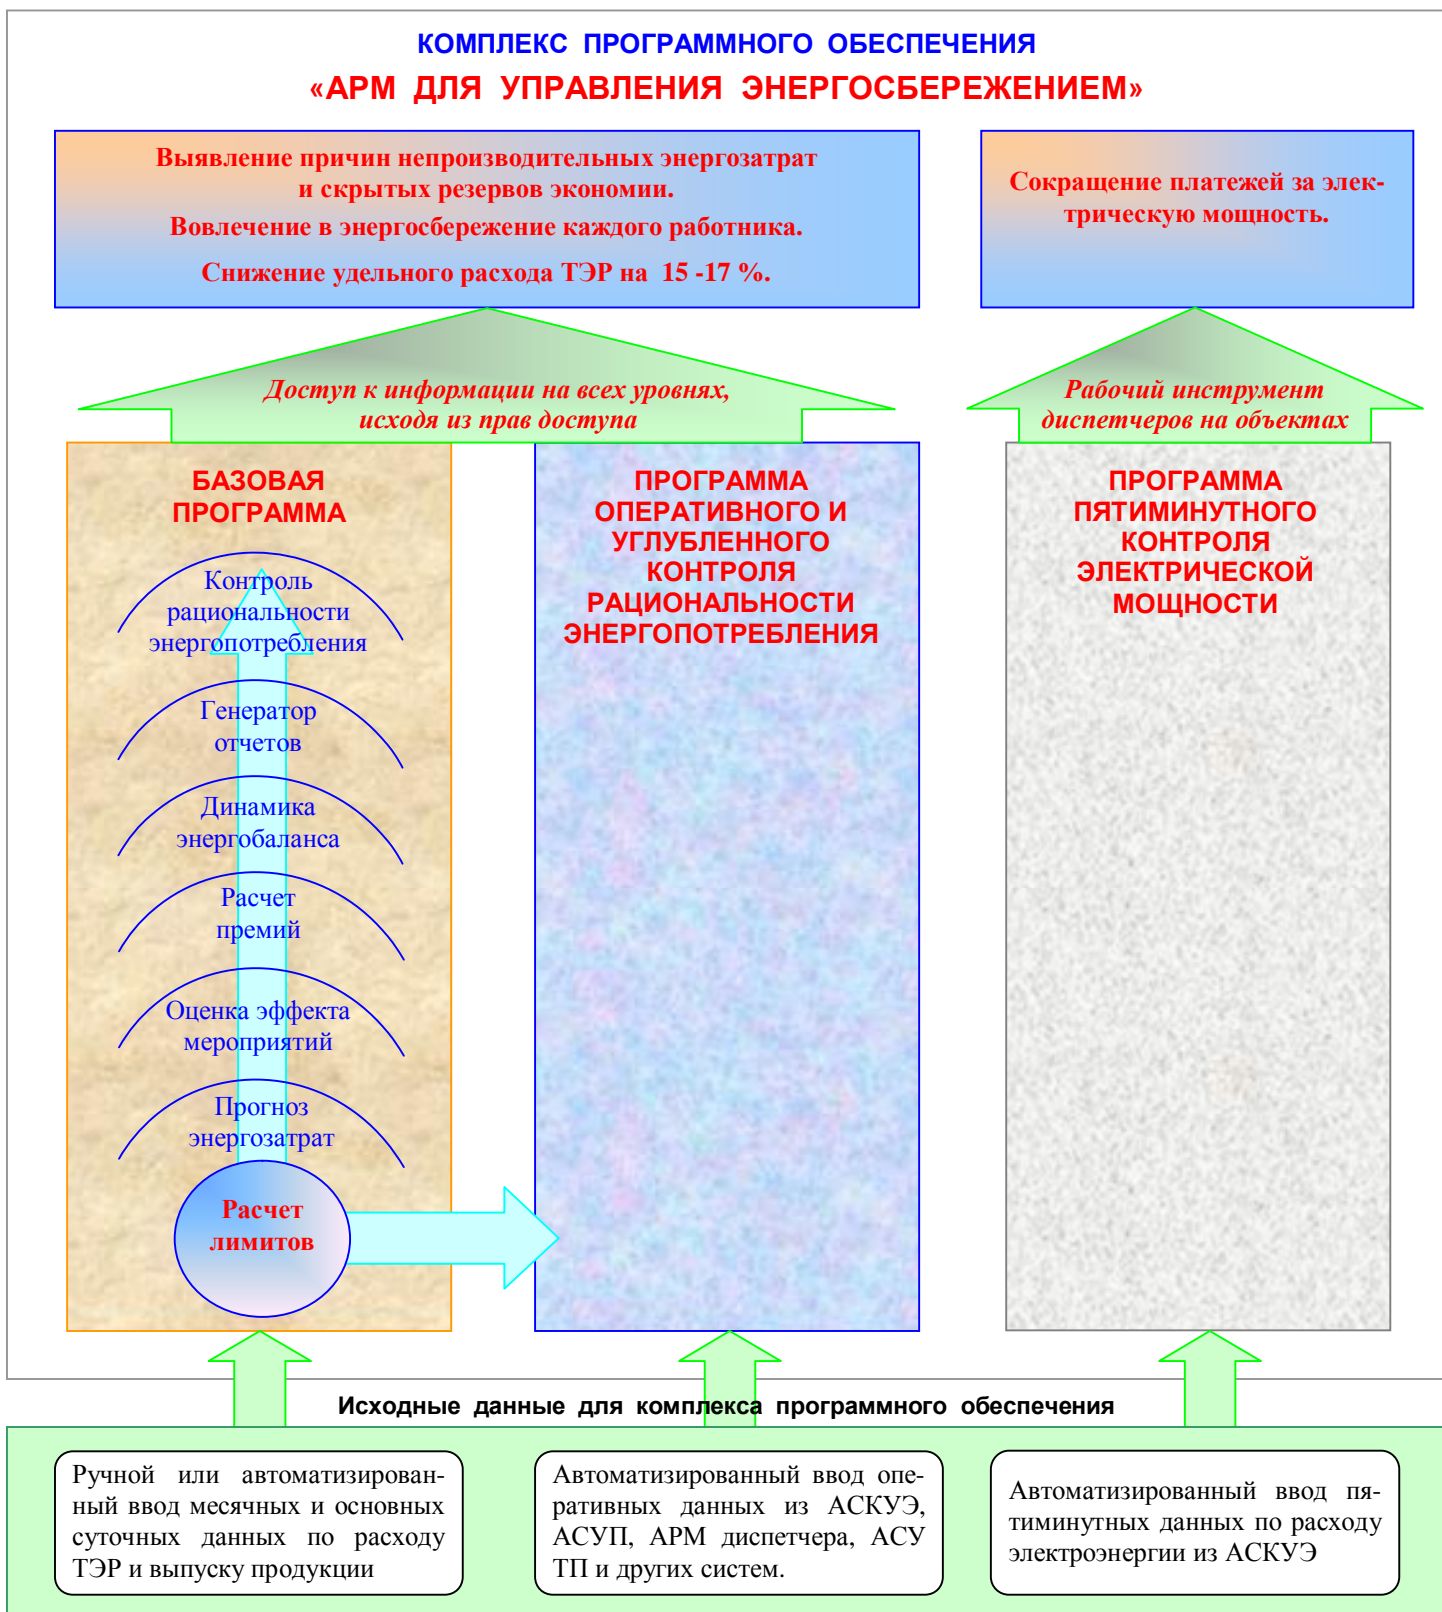 КОМПЛЕКС ПРОГРАММНОГО ОБЕСПЕЧЕНИЯ
«АРМ ДЛЯ УПРАВЛЕНИЯ ЭНЕРГОСБЕРЕЖЕНИЕМ»
Выявление причин непроизводительных энергозатрат
и скрытых резервов экономии.
Вовлечение в энергосбережение каждого работника.
Снижение удельного расхода ТЭР на 15 -17 %.
Сокращение платежей за элек-
трическую мощность.
Доступ к информации на всех уровнях,
исходя из прав доступа
Рабочий инструмент
диспетчеров на объектах
БАЗОВАЯ
ПРОГРАММА
Контроль
рациональности
энергопотребления
Генератор
отчетов
Динамика
энергобаланса
Расчет
премий
Оценка эффекта
мероприятий
Прогноз
энергозатрат
Расчет
лимитов
ПРОГРАММА
ОПЕРАТИВНОГО И
УГЛУБЛЕННОГО
КОНТРОЛЯ
РАЦИОНАЛЬНОСТИ
ЭНЕРГОПОТРЕБЛЕНИЯ
ПРОГРАММА
ПЯТИМИНУТНОГО
КОНТРОЛЯ
ЭЛЕКТРИЧЕСКОЙ
МОЩНОСТИ
Исходные данные для комплекса программного обеспечения
Ручной или автоматизирован-
ный ввод месячных и основных
суточных данных по расходу
ТЭР и выпуску продукции
Автоматизированный ввод опе-
ративных данных из АСКУЭ,
АСУП, АРМ диспетчера, АСУ
ТП и других систем.
Автоматизированный ввод пя-
тиминутных данных по расходу
электроэнергии из АСКУЭ